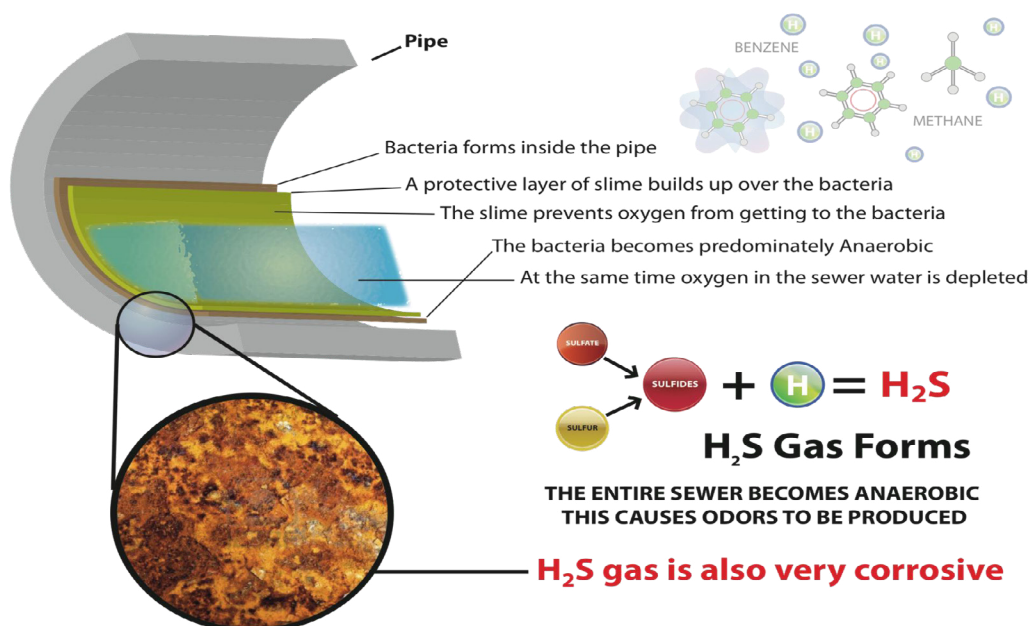 Pipe
BENZENE
H
H
H
H
H
H
H
METHANE
Bacteria forms inside the pipe
A protective layer of slime builds up over the bacteria
The slime prevents oxygen from getting to the bacteria
The bacteria becomes predominately Anaerobic
At the same time oxygen in the sewer water is depleted
SULFATE
SULFIDES + H = H₂S
SULFUR
H₂S Gas Forms
THE ENTIRE SEWER BECOMES ANAEROBIC
THIS CAUSES ODORS TO BE PRODUCED
H₂S gas is also very corrosive